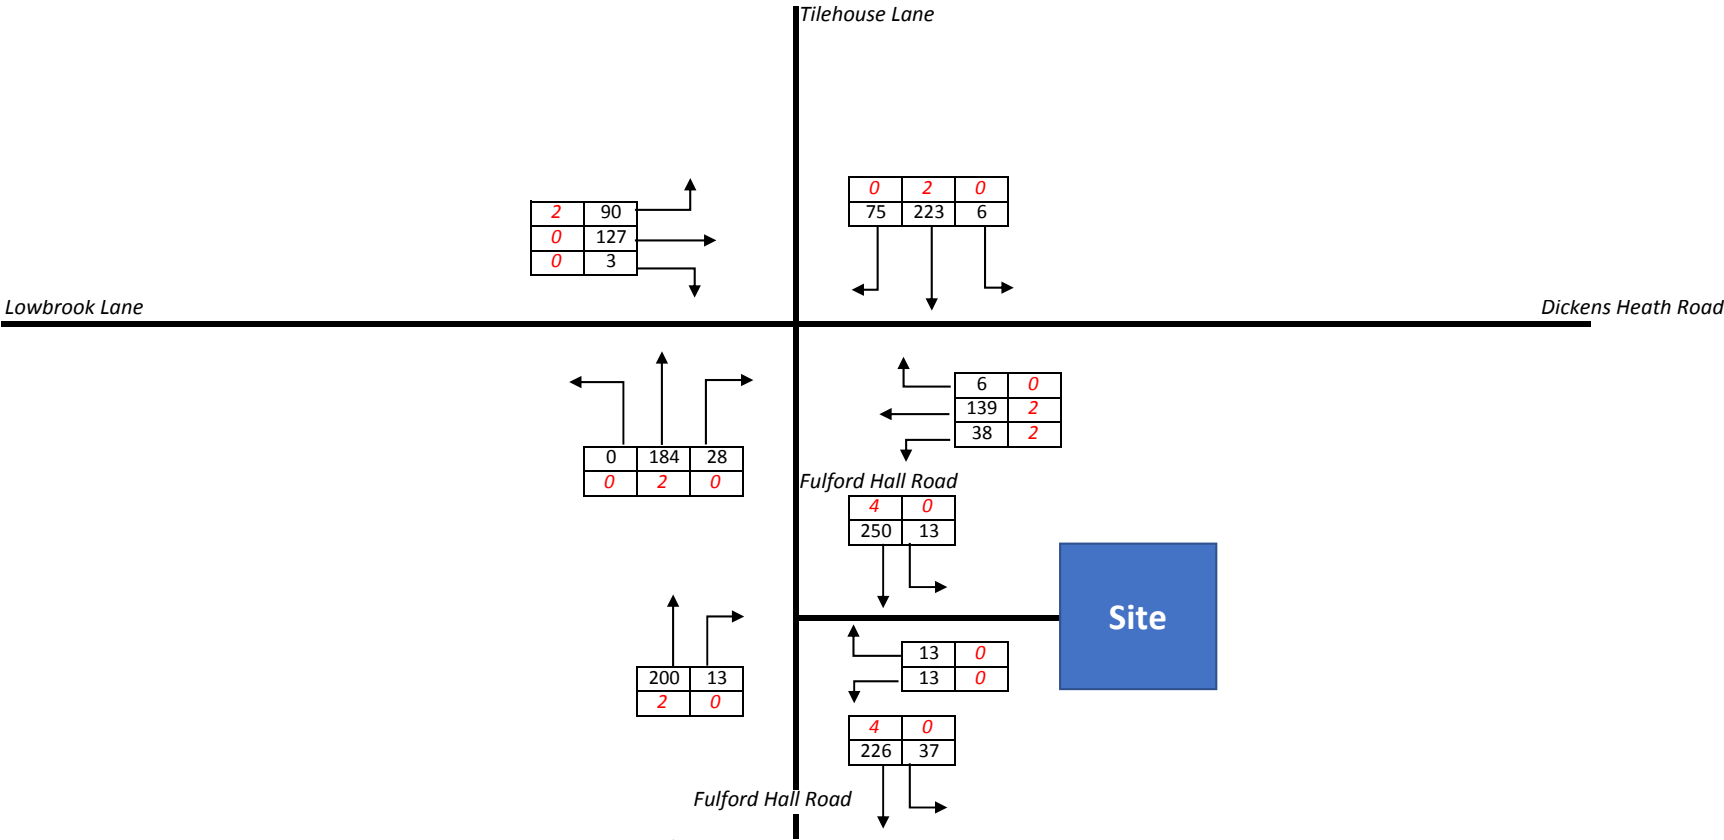 Tilehouse Lane
0 2 0
75 223 6
2 90
0 127
0 3
Lowbrook Lane
Dickens Heath Road
6 0
139 2
38 2
0 184 28
0 2 0
Fulford Hall Road
4 0
250 13
Site
13 0
13 0
200 13
2 0
4 0
226 37
Fulford Hall Road